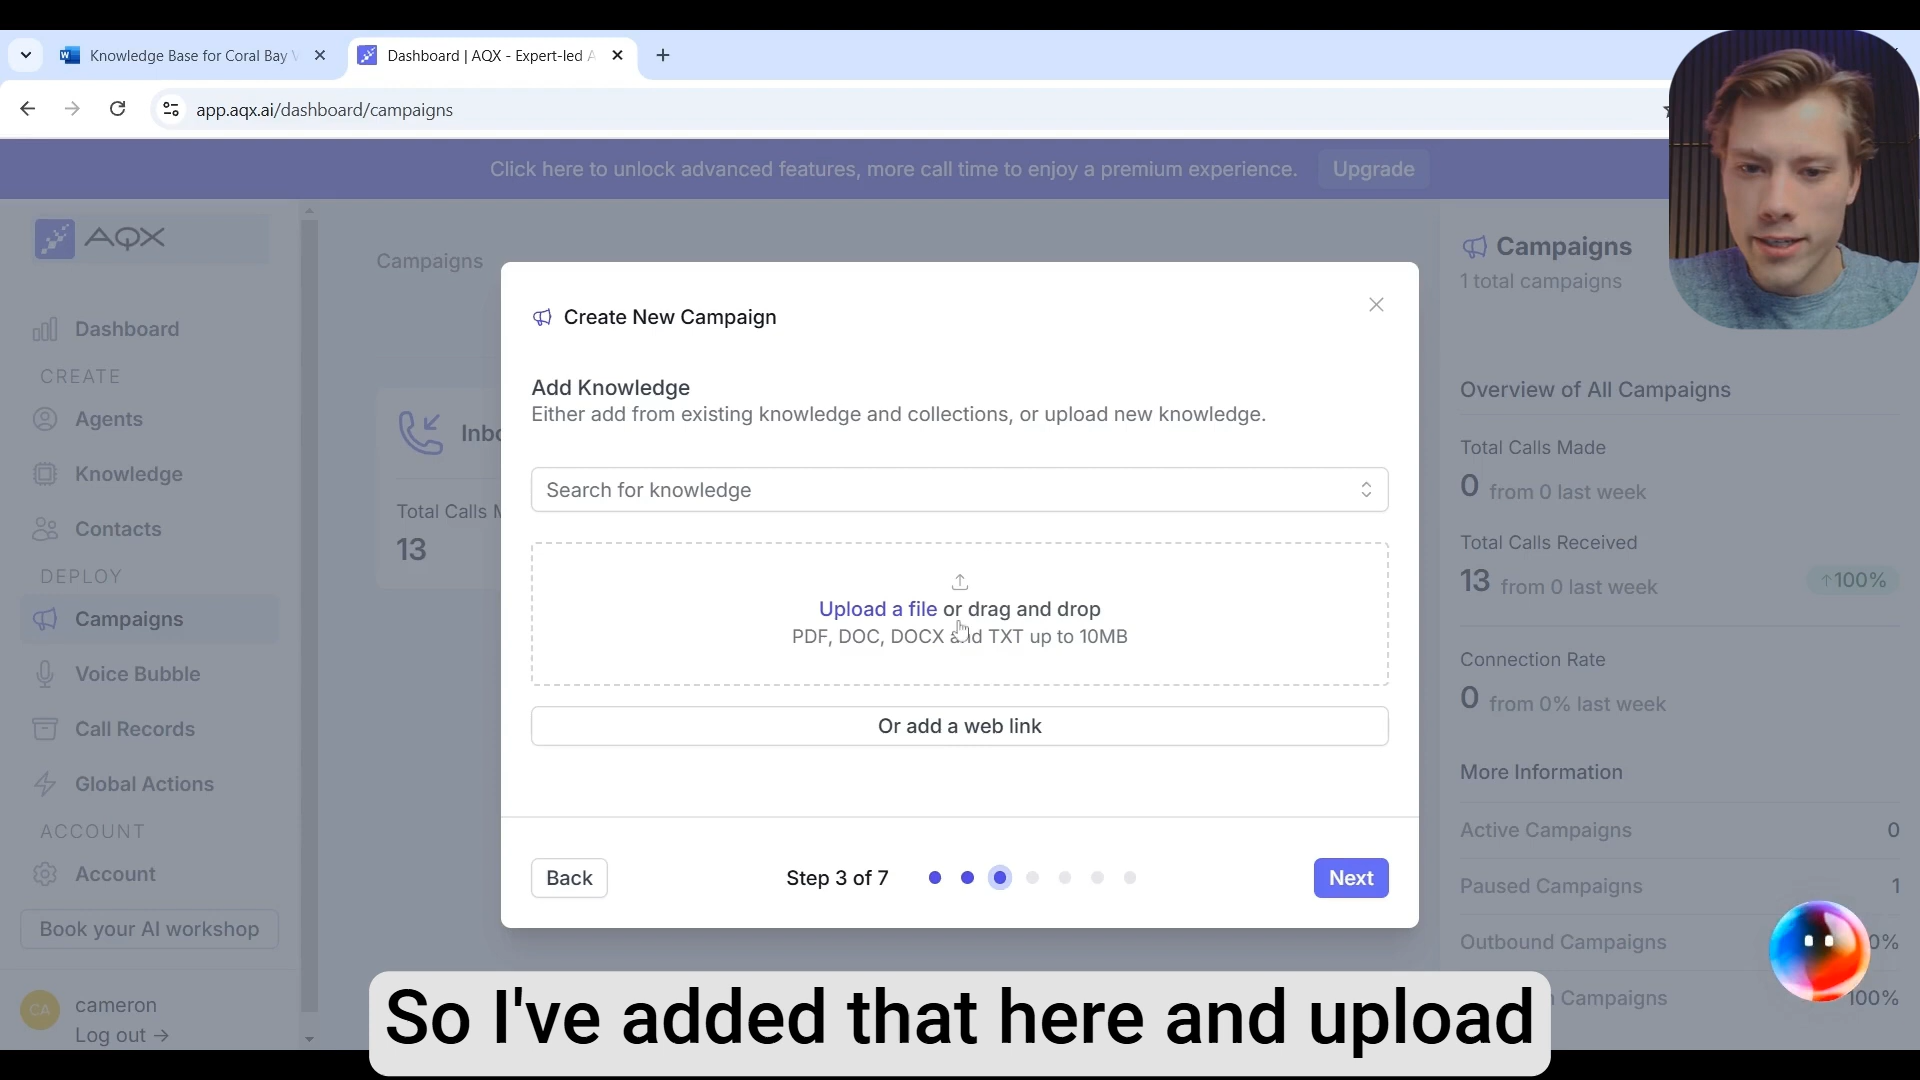 Knowledge Base for Coral Bay
Dashboard | AQX - Expert-led A
app.aqx.ai/dashboard/campaigns
Click here to unlock advanced features, more call time to enjoy a premium experience. Upgrade
AQX
Dashboard
CREATE
Agents
Knowledge
Contacts
DEPLOY
Campaigns
Voice Bubble
Call Records
Global Actions
ACCOUNT
Account
Book your AI workshop
CA
cameron
Log out →
Campaigns
Inbo
Total Calls M
13
Create New Campaign
Add Knowledge
Either add from existing knowledge and collections, or upload new knowledge.
Search for knowledge
Upload a file or drag and drop
PDF, DOC, DOCX and TXT up to 10MB
Or add a web link
Back
Step 3 of 7
Next
Campaigns
1 total campaigns
Overview of All Campaigns
Total Calls Made
0 from 0 last week
Total Calls Received
13 from 0 last week ↑100%
Connection Rate
0 from 0% last week
More Information
Active Campaigns 0
Paused Campaigns 1
Outbound Campaigns 0%
Campaigns 100%
So I've added that here and upload